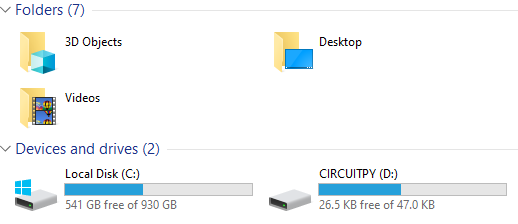 Folders (7)
3D Objects
Desktop
Videos
Devices and drives (2)
Local Disk (C:)
541 GB free of 930 GB
CIRCUITPY (D:)
26.5 KB free of 47.0 KB